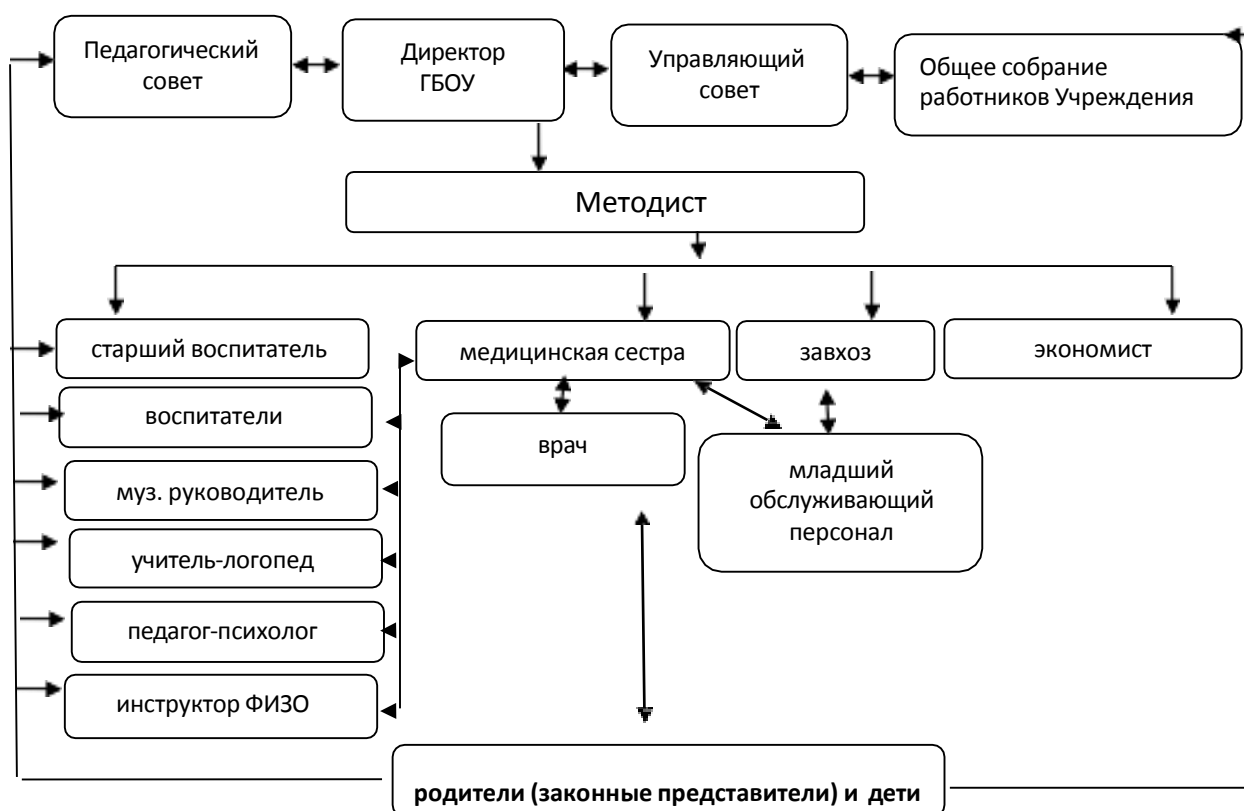 Педагогический
совет
Директор
ГБОУ
Управляющий
совет
Общее собрание
работников Учреждения
Методист
старший воспитатель
медицинская сестра
завхоз
экономист
воспитатели
врач
муз. руководитель
младший
обслуживающий
персонал
учитель-логопед
педагог-психолог
инструктор ФИЗО
родители (законные представители) и дети